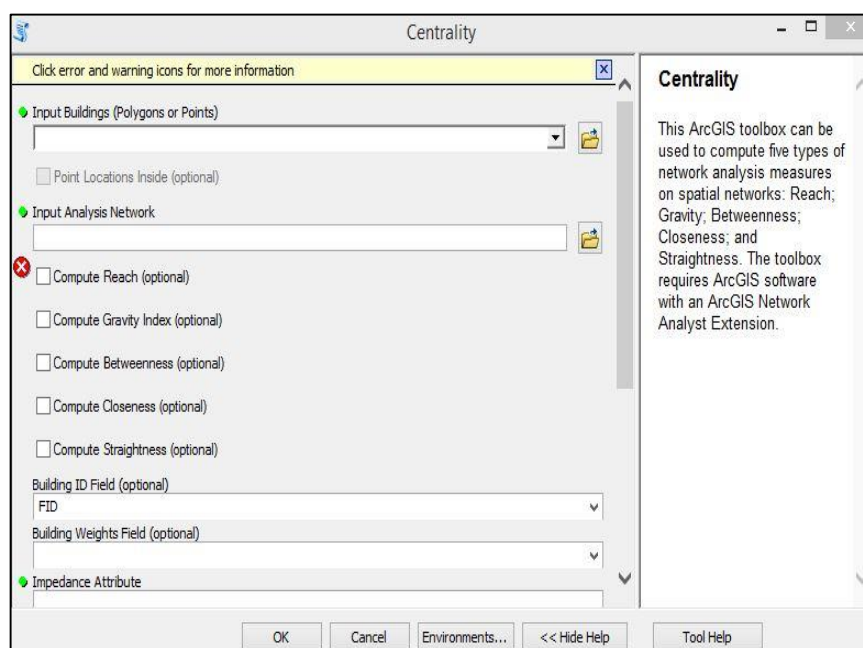 Centrality
Click error and warning icons for more information
Input Buildings (Polygons or Points)
Point Locations Inside (optional)
Input Analysis Network
Compute Reach (optional)
Compute Gravity Index (optional)
Compute Betweenness (optional)
Compute Closeness (optional)
Compute Straightness (optional)
Building ID Field (optional)
FID
Building Weights Field (optional)
Impedance Attribute
OK
Cancel
Environments...
<< Hide Help
Tool Help
Centrality
This ArcGIS toolbox can be
used to compute five types of
network analysis measures
on spatial networks: Reach;
Gravity; Betweenness;
Closeness; and
Straightness. The toolbox
requires ArcGIS software
with an ArcGIS Network
Analyst Extension.